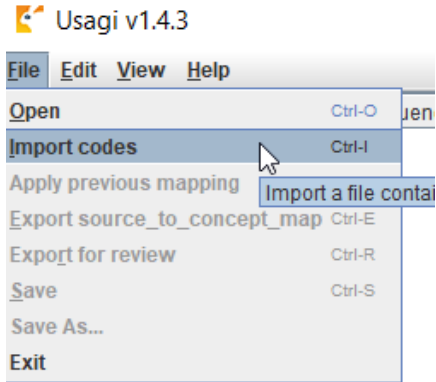 Usagi v1.4.3
File Edit View Help
Open Ctrl-O
Import codes Ctrl-I
Apply previous mapping
Import a file contai
Export source_to_concept_map Ctrl-E
Export for review Ctrl-R
Save Ctrl-S
Save As...
Exit